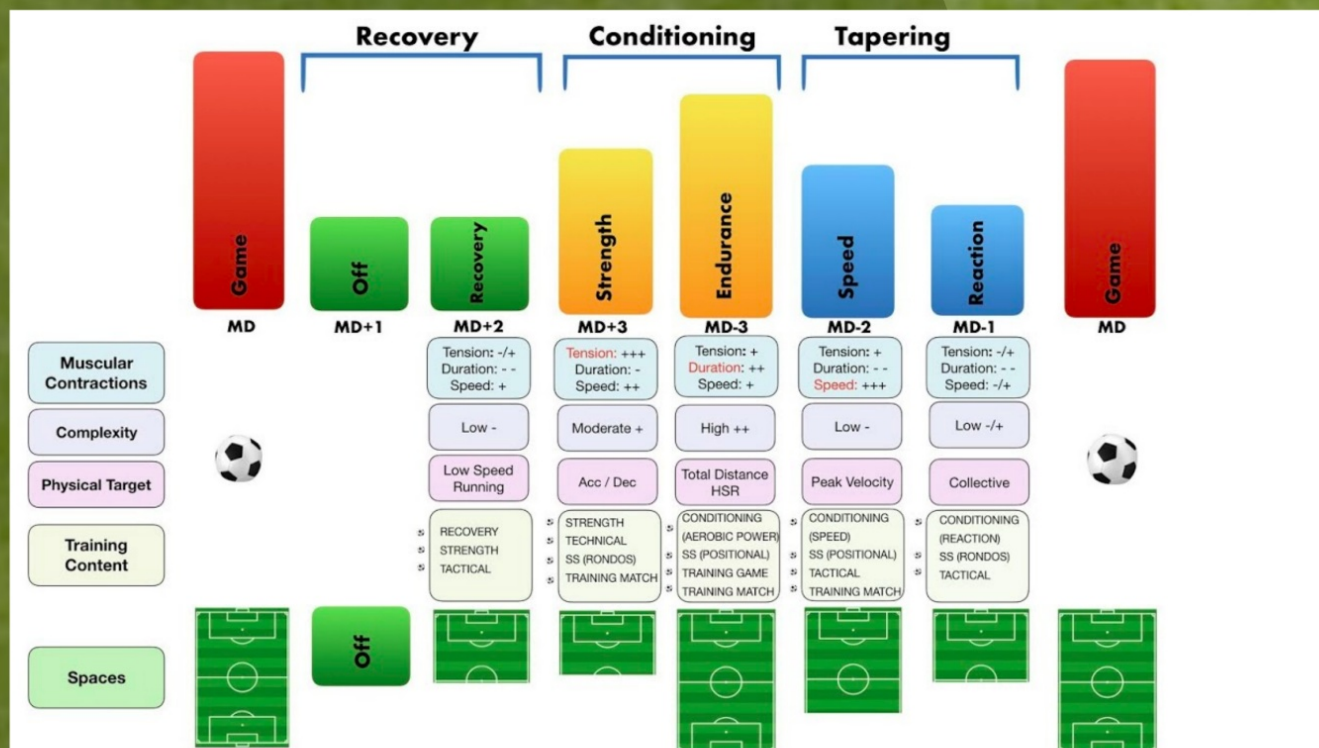 Recovery
Conditioning
Tapering
Game
Off
Recovery
Strength
Endurance
Speed
Reaction
Game
MD
MD+1
MD+2
MD+3
MD-3
MD-2
MD-1
MD
Muscular
Contractions
Tension: -/+
Duration: - -
Speed: +
Tension: +++
Duration: -
Speed: ++
Tension: +
Duration: ++
Speed: +
Tension: +
Duration: - -
Speed: +++
Tension: -/+
Duration: - -
Speed: -/+
Complexity
Low -
Moderate +
High ++
Low -
Low -/+
Physical Target
Low Speed
Running
Acc / Dec
Total Distance
HSR
Peak Velocity
Collective
Training
Content
RECOVERY
STRENGTH
TACTICAL
STRENGTH
TECHNICAL
SS (RONDOS)
TRAINING MATCH
CONDITIONING
(AEROBIC POWER)
SS (POSITIONAL)
TRAINING GAME
TRAINING MATCH
CONDITIONING
(SPEED)
SS (POSITIONAL)
TACTICAL
TRAINING MATCH
CONDITIONING
(REACTION)
SS (RONDOS)
TACTICAL
Spaces
Off